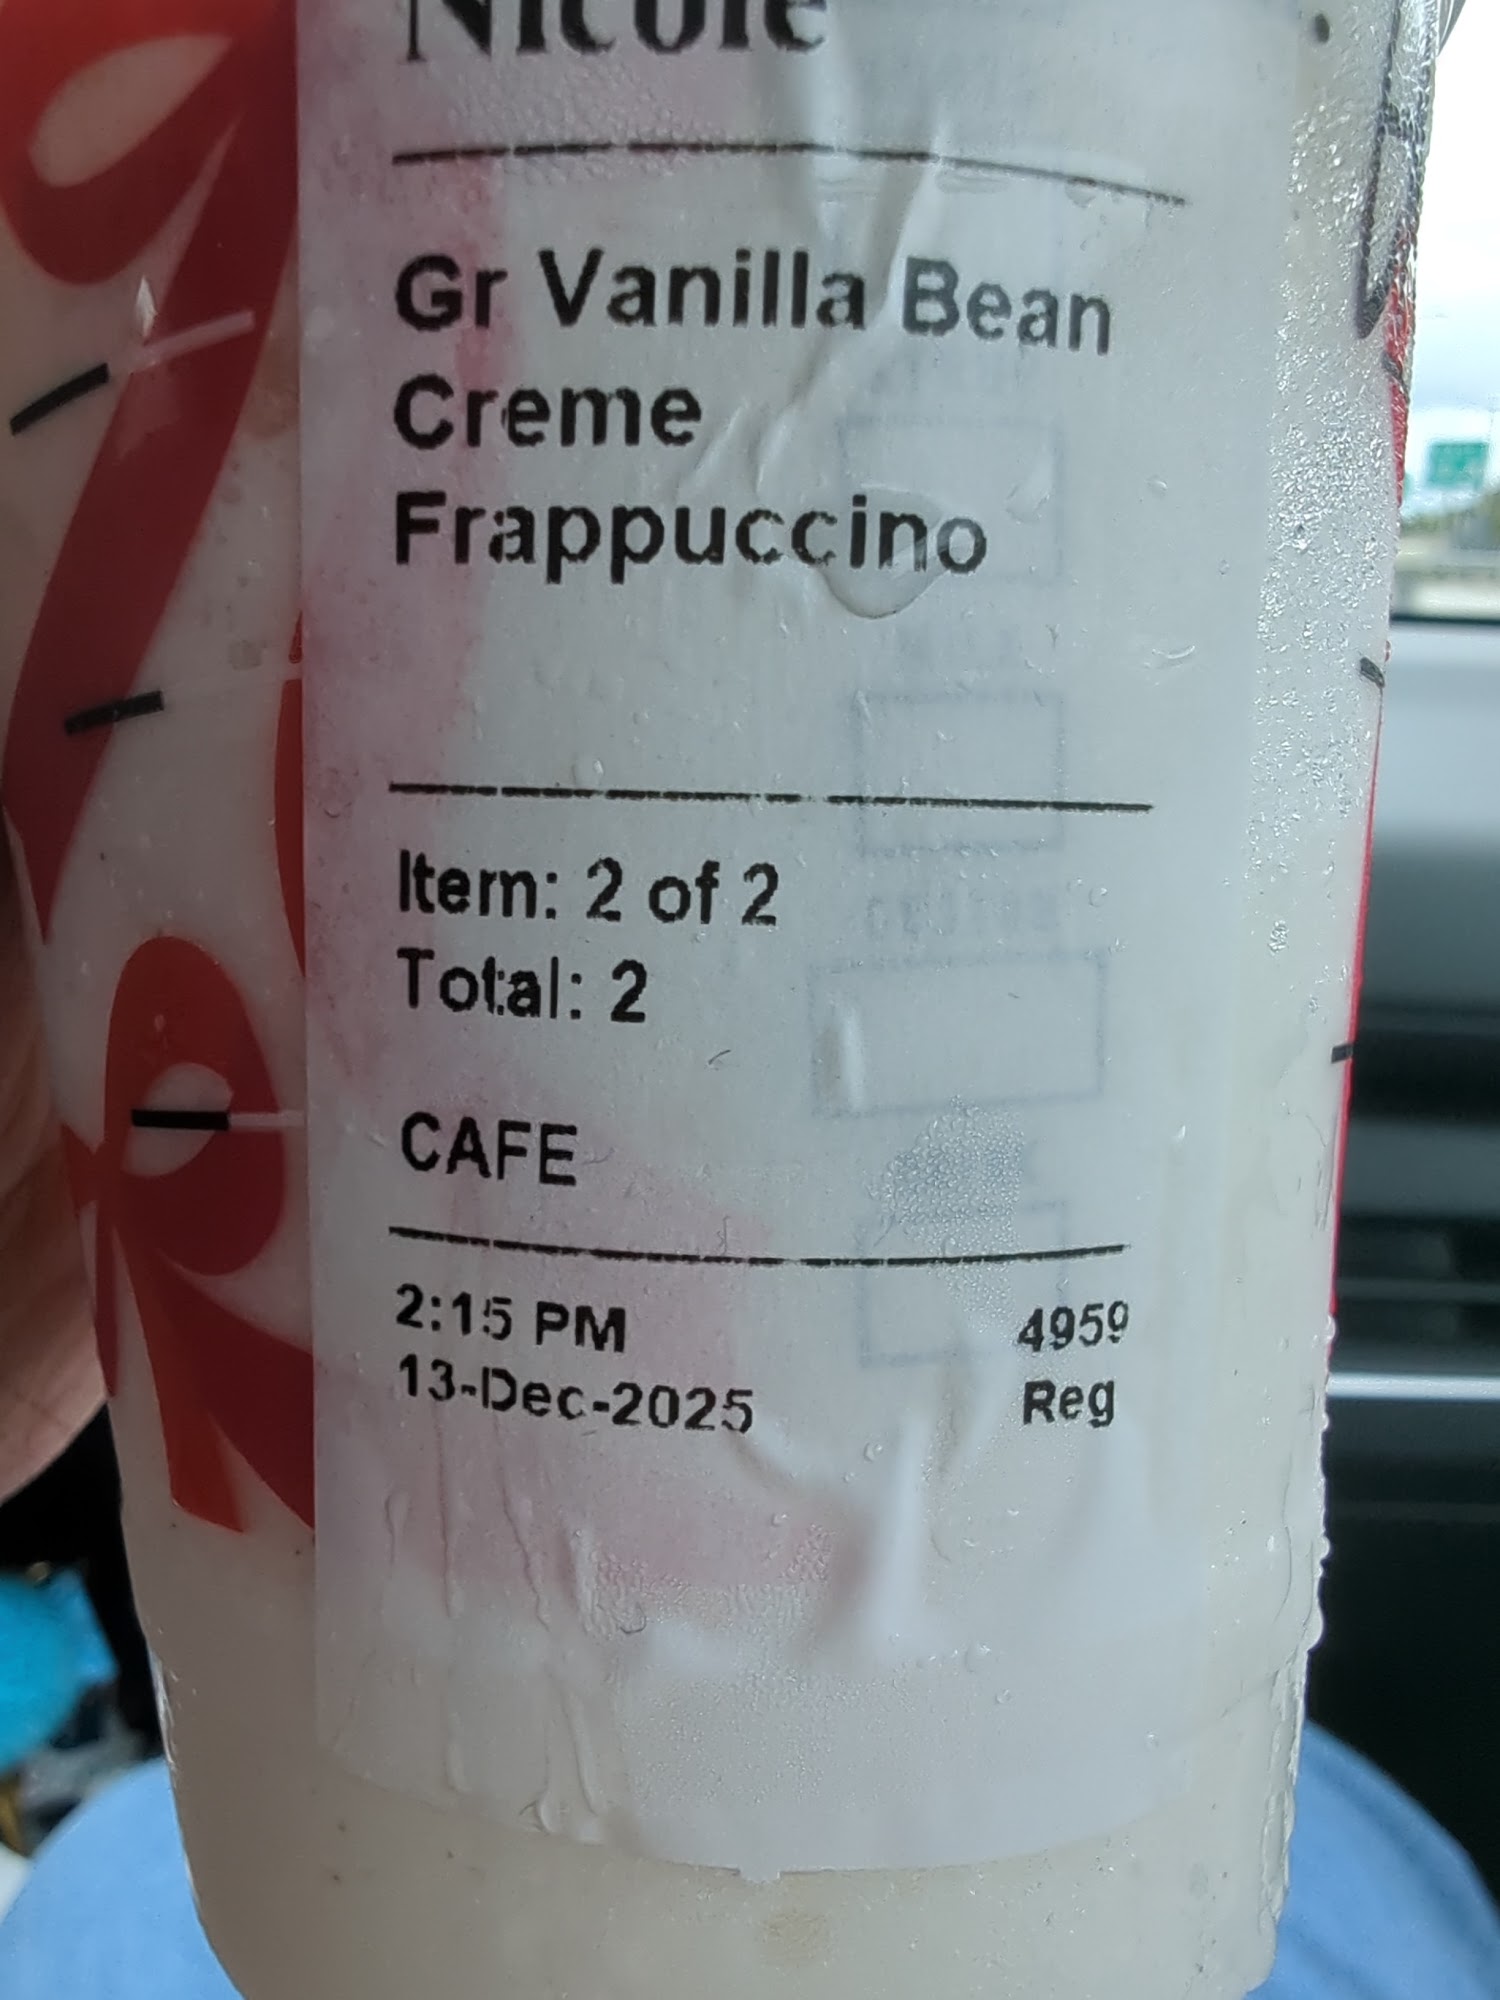 Nicole
Gr Vanilla Bean
Creme
Frappuccino
Item: 2 of 2
Total: 2
CAFE
2:15 PM 4959
13-Dec-2025 Reg